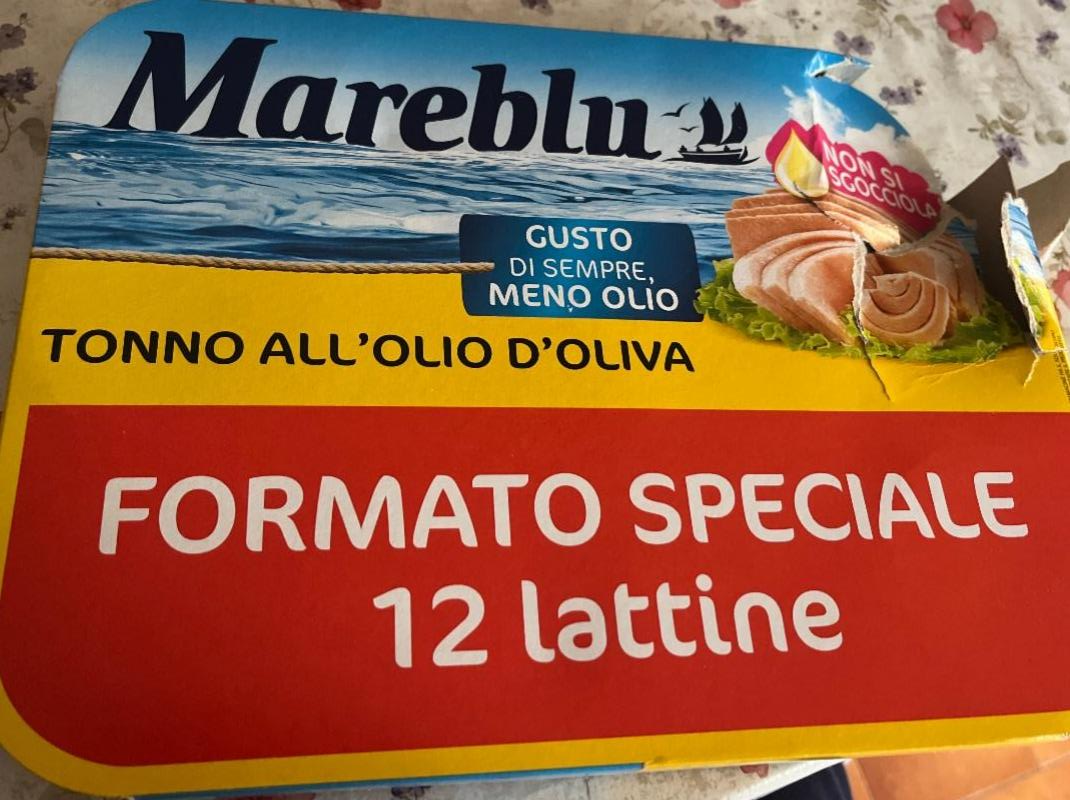 Mareblu
NON SI
SGOCCIOLA
GUSTO
DI SEMPRE,
MENO OLIO
TONNO ALL'OLIO D'OLIVA
FORMATO SPECIALE
12 lattine